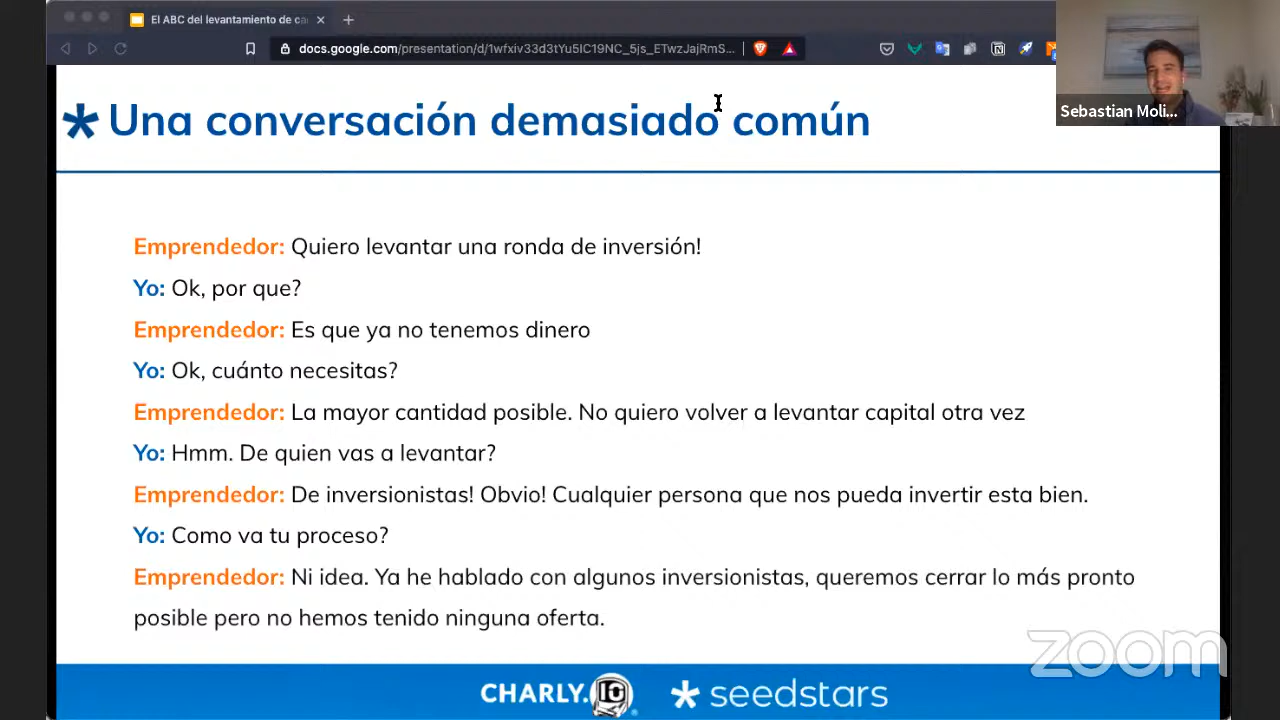 El ABC del levantamiento de ca
docs.google.com/presentation/d/1wfxiv33d3tYu5IC19NC_5js_ETwzJajRmS...
Sebastian Moli...
* Una conversación demasiado común
Emprendedor: Quiero levantar una ronda de inversión!
Yo: Ok, por que?
Emprendedor: Es que ya no tenemos dinero
Yo: Ok, cuánto necesitas?
Emprendedor: La mayor cantidad posible. No quiero volver a levantar capital otra vez
Yo: Hmm. De quien vas a levantar?
Emprendedor: De inversionistas! Obvio! Cualquier persona que nos pueda invertir esta bien.
Yo: Como va tu proceso?
Emprendedor: Ni idea. Ya he hablado con algunos inversionistas, queremos cerrar lo más pronto
posible pero no hemos tenido ninguna oferta.
zoom
CHARLY.IO
* seedstars